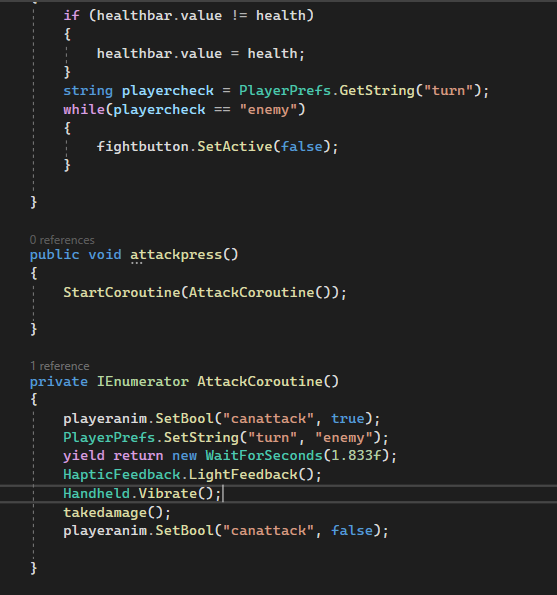 {
if (healthbar.value != health)
{
healthbar.value = health;
}
string playercheck = PlayerPrefs.GetString("turn");
while(playercheck == "enemy")
{
fightbutton.SetActive(false);
}
}
0 references
public void attackpress()
{
StartCoroutine(AttackCoroutine());
}
1 reference
private IEnumerator AttackCoroutine()
{
playeranim.SetBool("canattack", true);
PlayerPrefs.SetString("turn", "enemy");
yield return new WaitForSeconds(1.833f);
HapticFeedback.LightFeedback();
Handheld.Vibrate();
takedamage();
playeranim.SetBool("canattack", false);
}